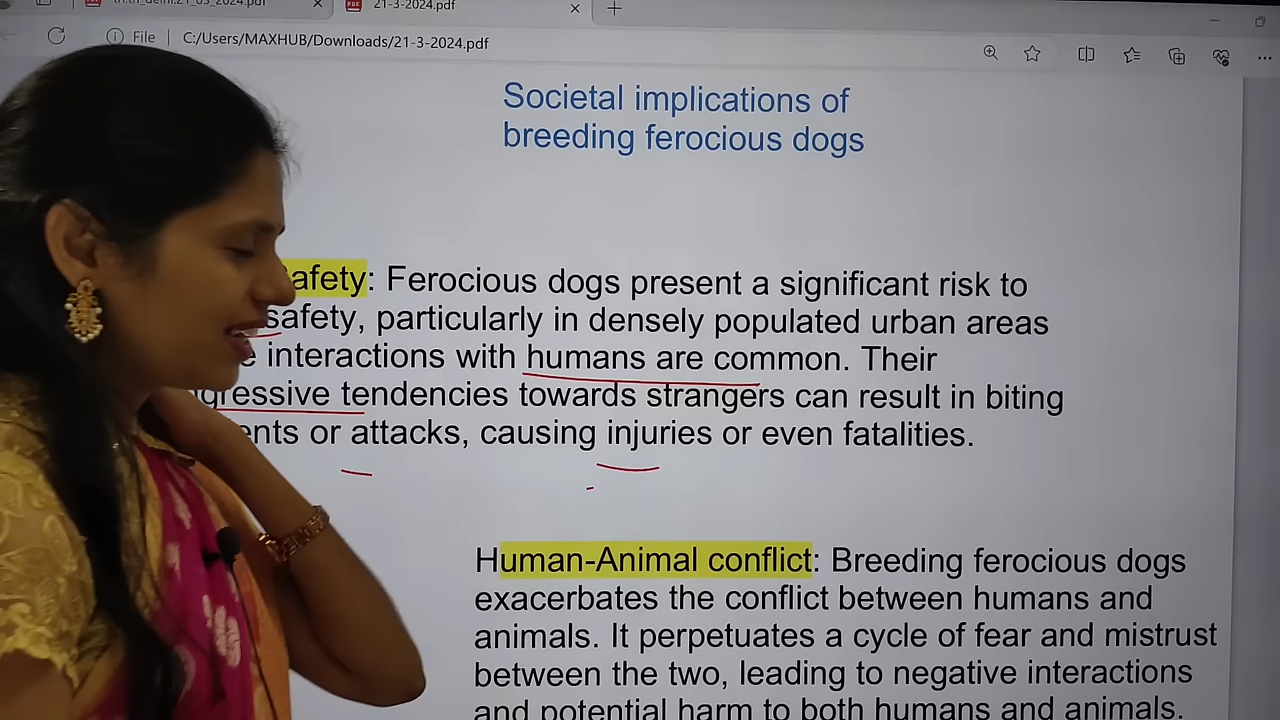 21-3-2024.pdf
File
C:/Users/MAXHUB/Downloads/21-3-2024.pdf
Societal implications of
breeding ferocious dogs
afety: Ferocious dogs present a significant risk to
safety, particularly in densely populated urban areas
interactions with humans are common. Their
gressive tendencies towards strangers can result in biting
ents or attacks, causing injuries or even fatalities.
Human-Animal conflict: Breeding ferocious dogs
exacerbates the conflict between humans and
animals. It perpetuates a cycle of fear and mistrust
between the two, leading to negative interactions
and potential harm to both humans and animals.